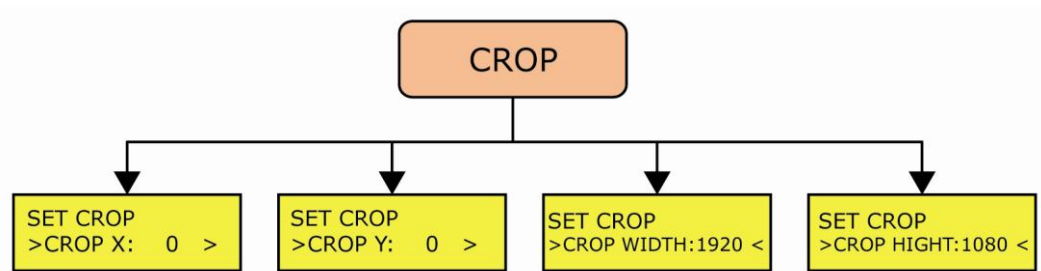 CROP
SET CROP
>CROP X: 0 >
SET CROP
>CROP Y: 0 >
SET CROP
>CROP WIDTH:1920 <
SET CROP
>CROP HIGHT:1080 <